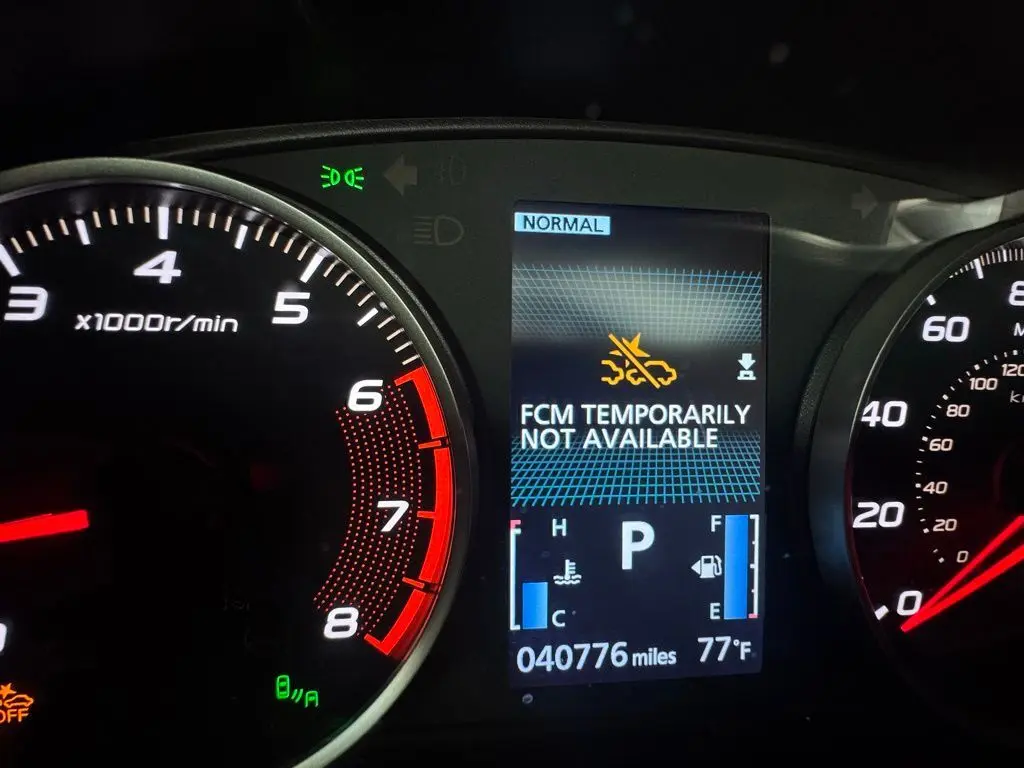 3
4
5
x1000r/min
6
7
8
OFF
A
NORMAL
FCM TEMPORARILY
NOT AVAILABLE
H
C
P
F
E
040776 miles
77°F
60
40
20
0
120
100
80
60
40
20
0